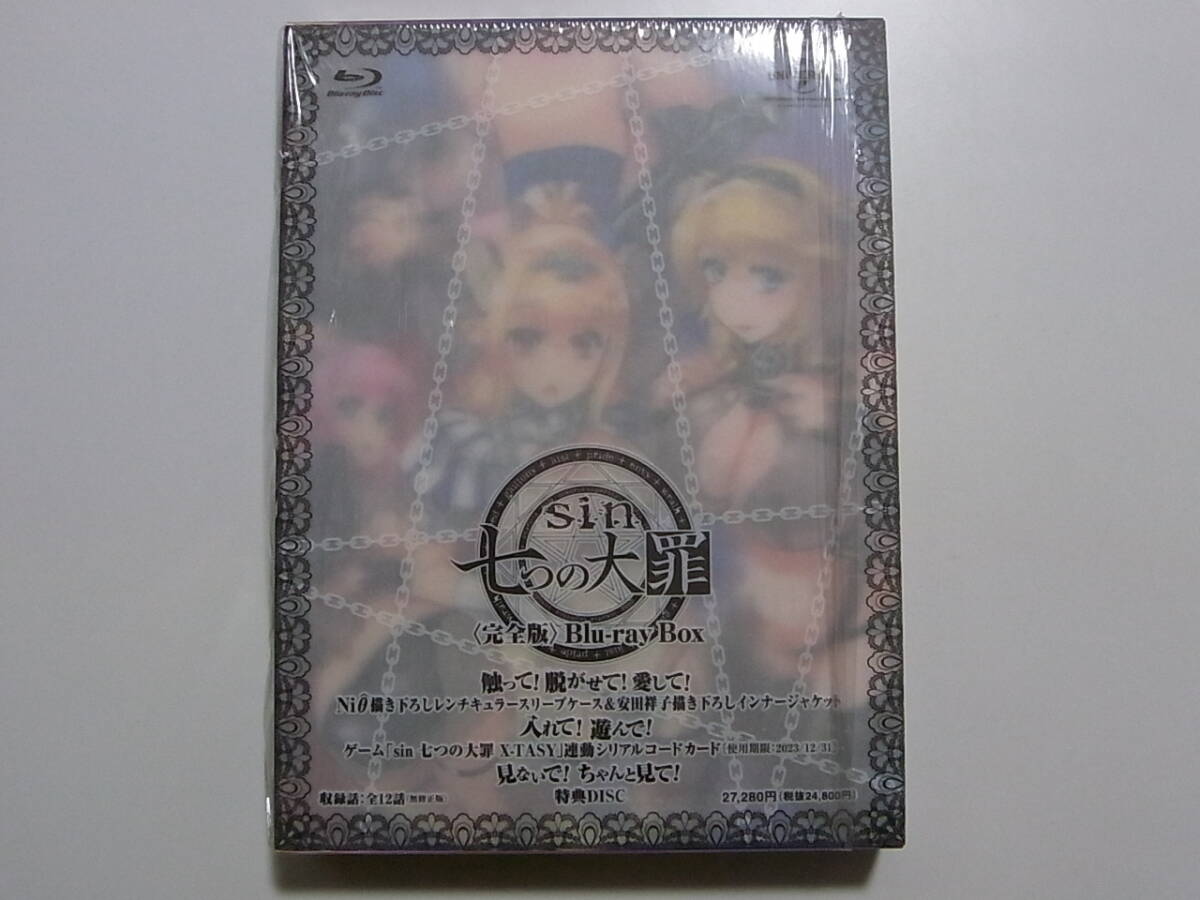 Blu-ray Disc
sin
七つの大罪
〈完全版〉Blu-ray Box
触って! 脱がせて! 愛して!
Niθ描き下ろしレンチキュラースリーブケース&安田祥子描き下ろしインナージャケット
入れて! 遊んで!
ゲーム「sin 七つの大罪 X-TASY」連動シリアルコードカード[使用期限:2023/12/31]
見ないで! ちゃんと見て!
特典DISC
収録話:全12話(無修正版)
27,280円(税抜24,800円)